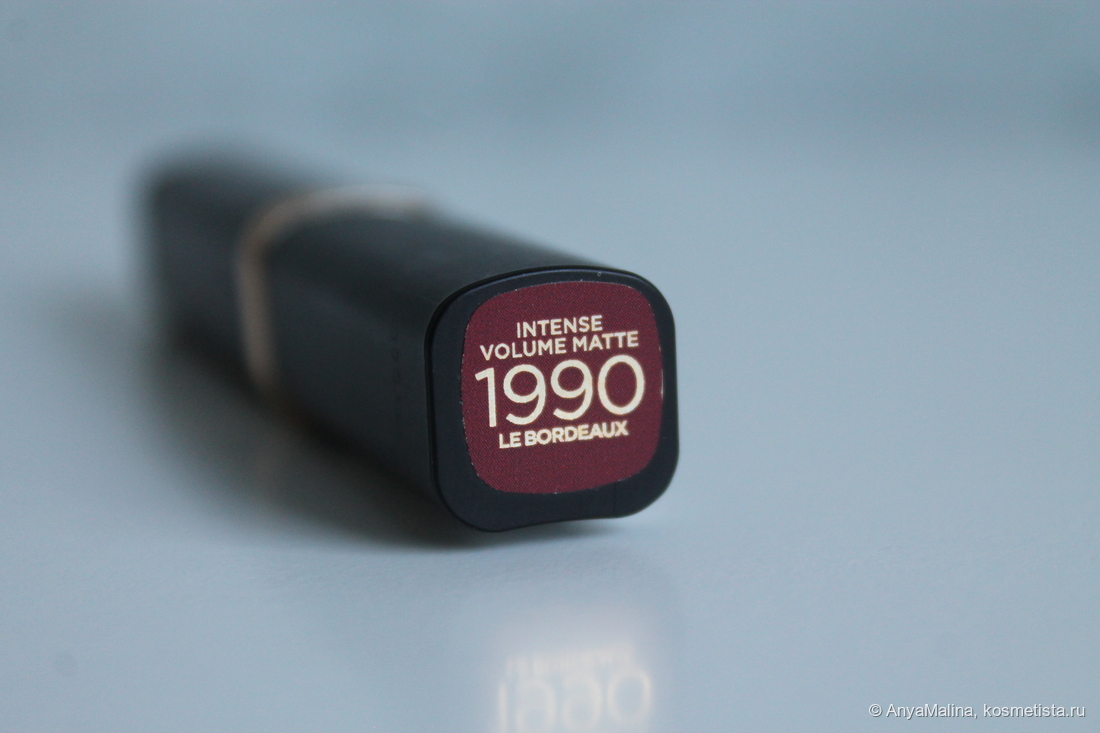 INTENSE
VOLUME MATTE
1990
LE BORDEAUX
© AnyaMalina, kosmetista.ru